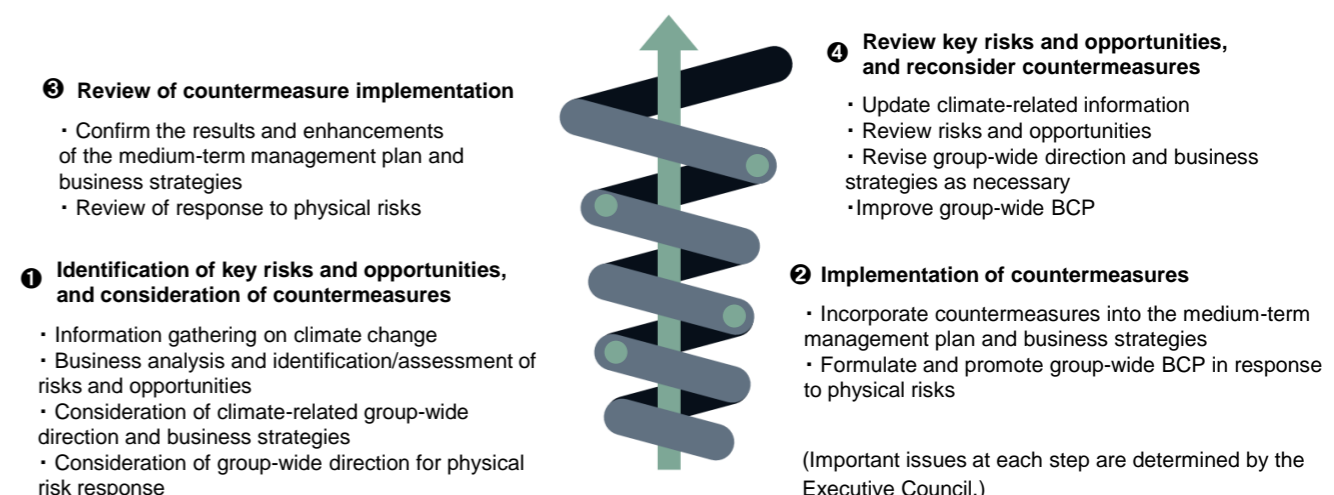 ❸ Review of countermeasure implementation
・Confirm the results and enhancements
of the medium-term management plan and
business strategies
・Review of response to physical risks
❶ Identification of key risks and opportunities,
and consideration of countermeasures
・Information gathering on climate change
・Business analysis and identification/assessment of
risks and opportunities
・Consideration of climate-related group-wide
direction and business strategies
・Consideration of group-wide direction for physical
risk response
❹ Review key risks and opportunities,
and reconsider countermeasures
・Update climate-related information
・Review risks and opportunities
・Revise group-wide direction and business
strategies as necessary
・Improve group-wide BCP
❷ Implementation of countermeasures
・Incorporate countermeasures into the medium-term
management plan and business strategies
・Formulate and promote group-wide BCP in response
to physical risks
(Important issues at each step are determined by the
Executive Council.)